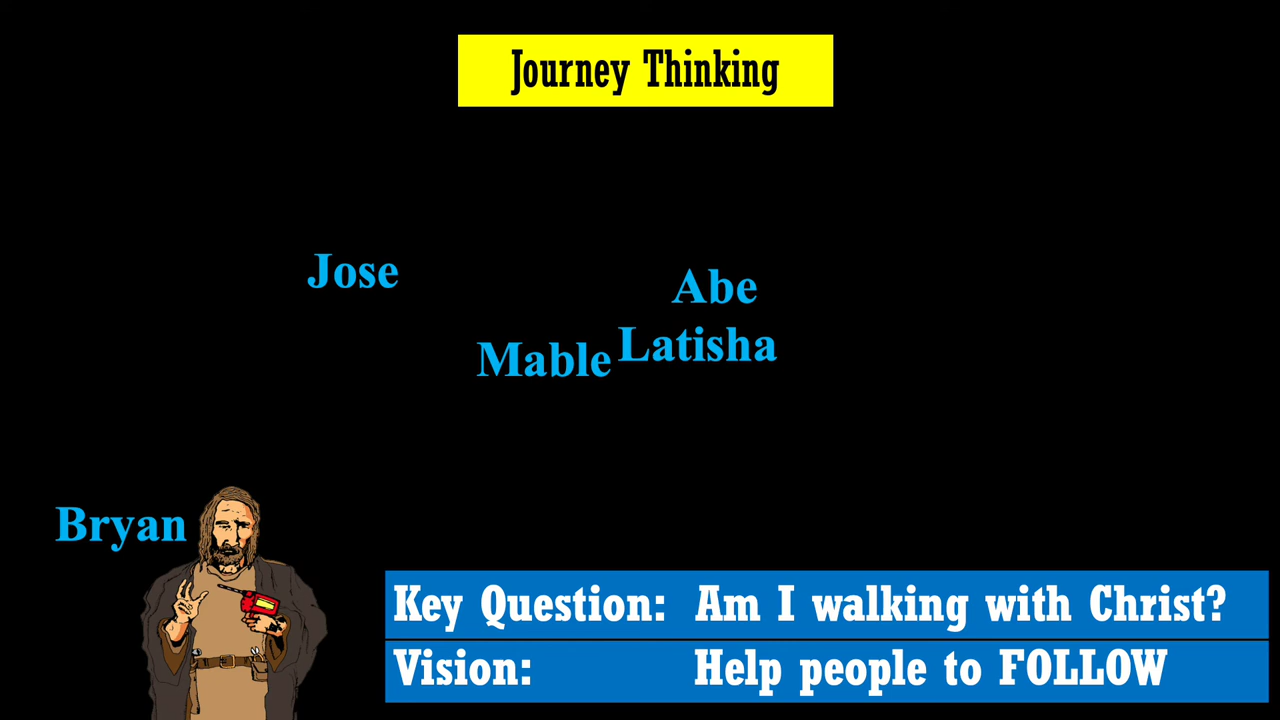 Journey Thinking
Jose
Abe
Mable
Latisha
Bryan
Key Question: Am I walking with Christ?
Vision: Help people to FOLLOW